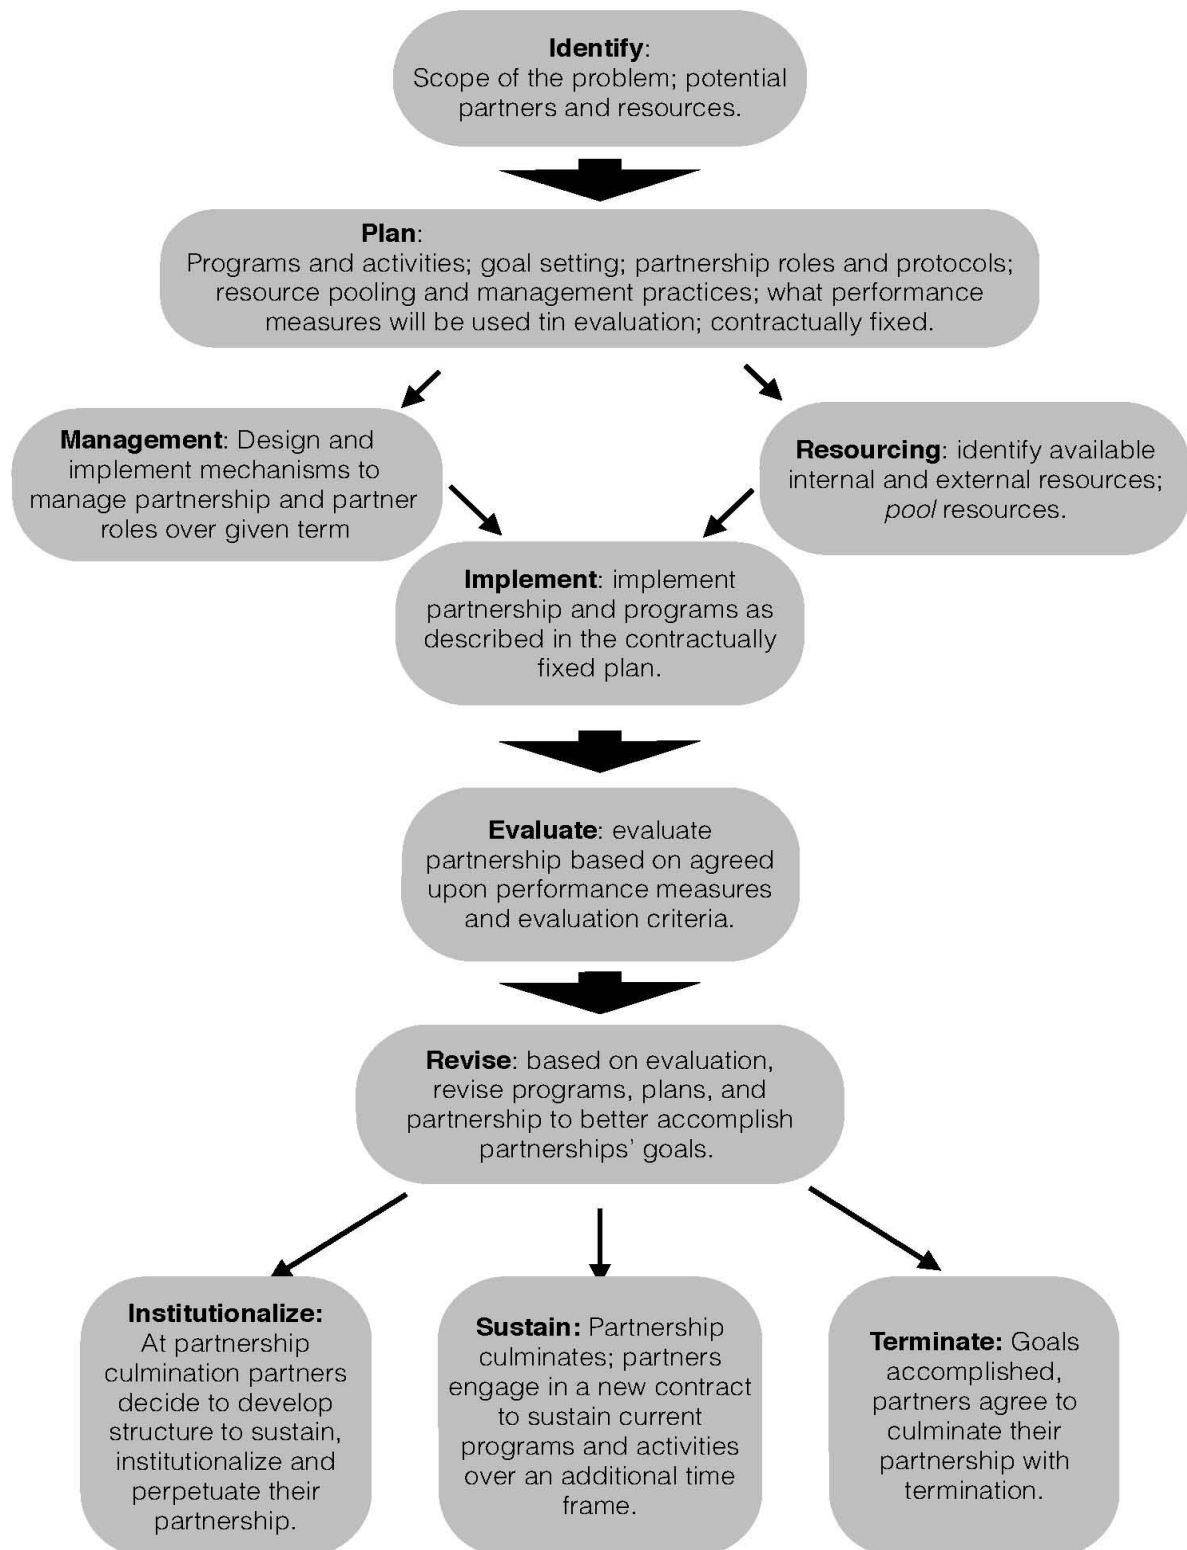 Identify:
Scope of the problem; potential
partners and resources.
Plan:
Programs and activities; goal setting; partnership roles and protocols;
resource pooling and management practices; what performance
measures will be used tin evaluation; contractually fixed.
Management: Design and
implement mechanisms to
manage partnership and partner
roles over given term
Resourcing: identify available
internal and external resources;
pool resources.
Implement: implement
partnership and programs as
described in the contractually
fixed plan.
Evaluate: evaluate
partnership based on agreed
upon performance measures
and evaluation criteria.
Revise: based on evaluation,
revise programs, plans, and
partnership to better accomplish
partnerships’ goals.
Institutionalize:
At partnership
culmination partners
decide to develop
structure to sustain,
institutionalize and
perpetuate their
partnership.
Sustain: Partnership
culminates; partners
engage in a new contract
to sustain current
programs and activities
over an additional time
frame.
Terminate: Goals
accomplished,
partners agree to
culminate their
partnership with
termination.